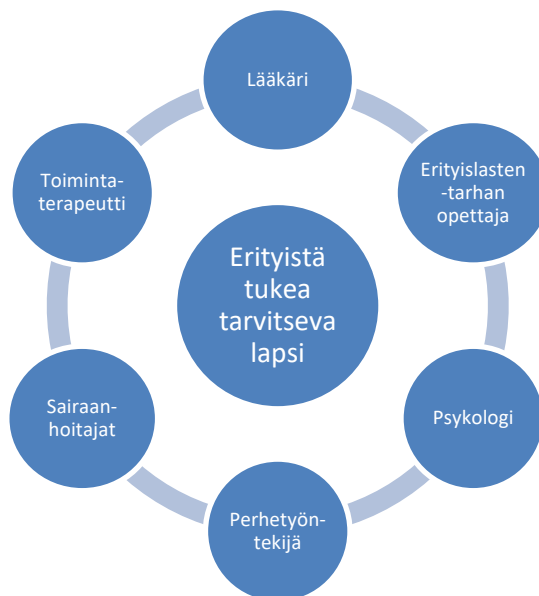 Lääkäri
Erityislasten
-tarhan
opettaja
Psykologi
Perhetyön-
tekijä
Sairaan-
hoitajat
Toiminta-
terapeutti
Erityistä
tukea
tarvitseva
lapsi